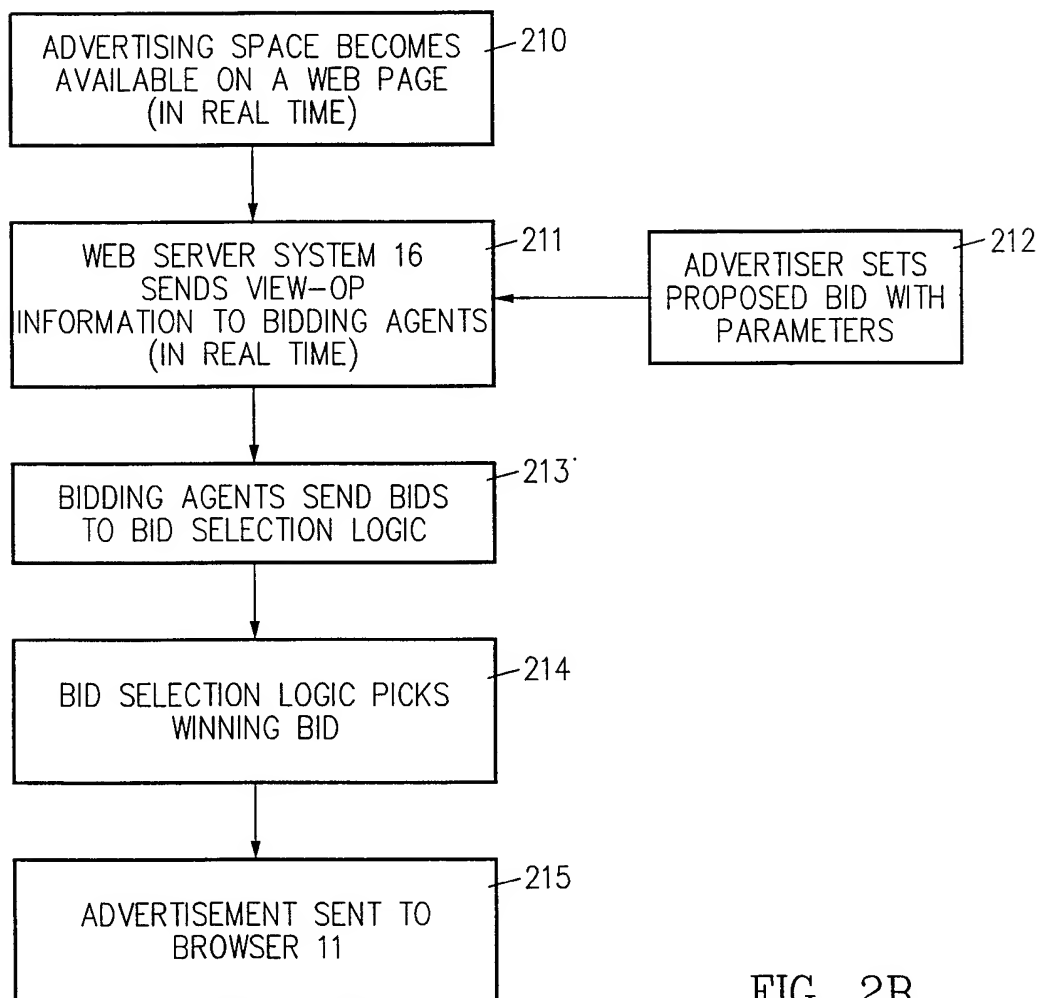 ADVERTISING SPACE BECOMES
AVAILABLE ON A WEB PAGE
(IN REAL TIME)
210
WEB SERVER SYSTEM 16
SENDS VIEW-OP
INFORMATION TO BIDDING AGENTS
(IN REAL TIME)
211
ADVERTISER SETS
PROPOSED BID WITH
PARAMETERS
212
BIDDING AGENTS SEND BIDS
TO BID SELECTION LOGIC
213
BID SELECTION LOGIC PICKS
WINNING BID
214
ADVERTISEMENT SENT TO
BROWSER 11
215
FIG. 2B